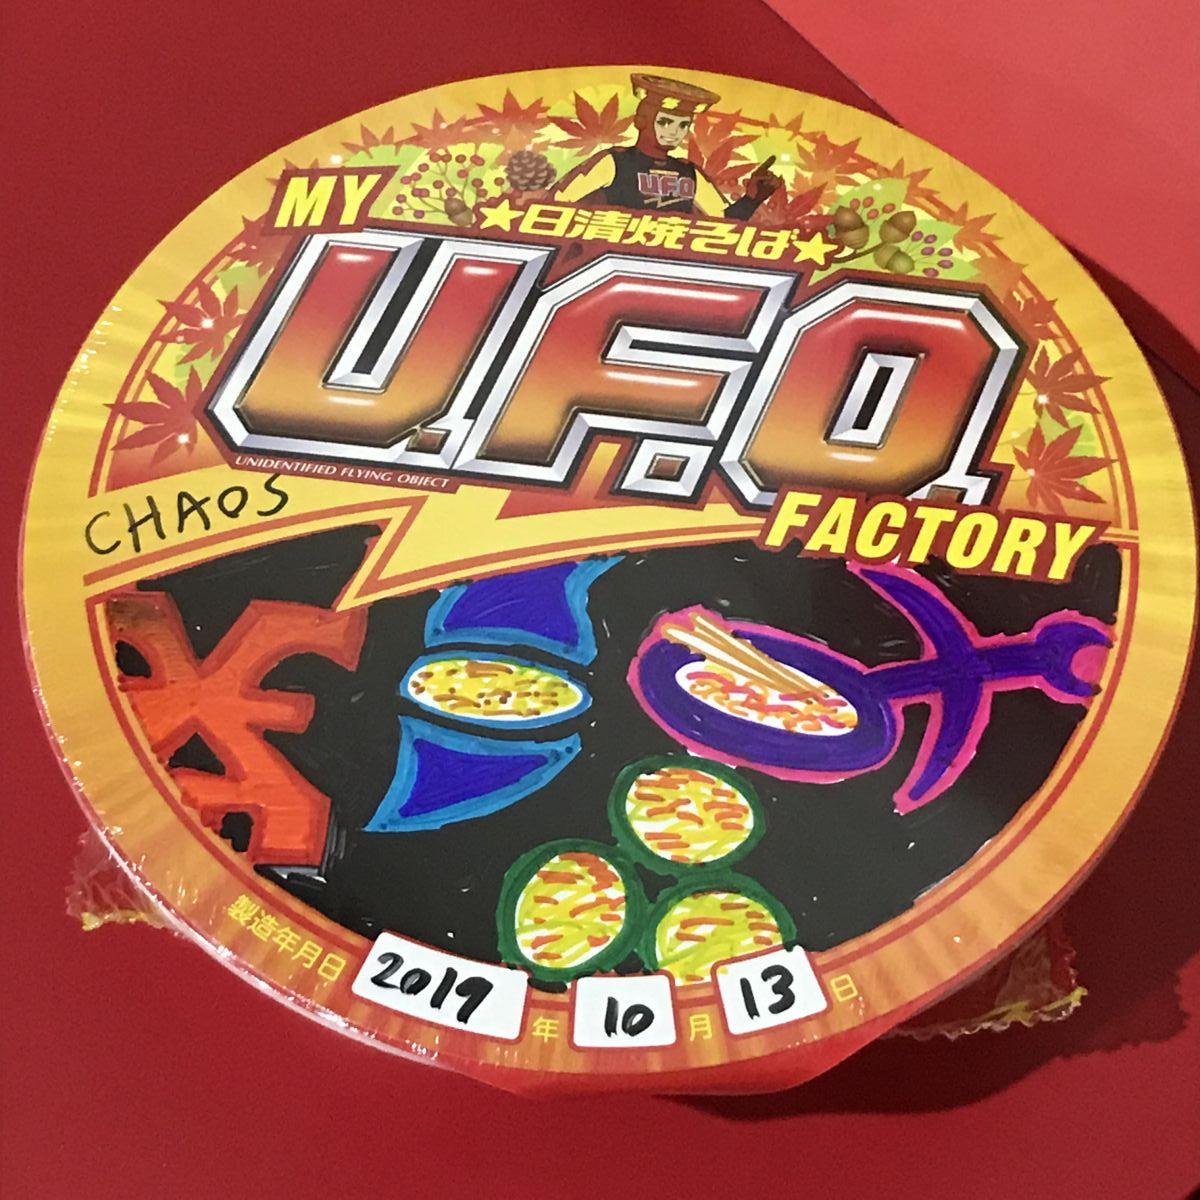 UFO
MY
★日清焼そば★
U.F.O.
UNIDENTIFIED FLYING OBJECT
FACTORY
CHAOS
製造年月日 2019 年 10 月 13 日